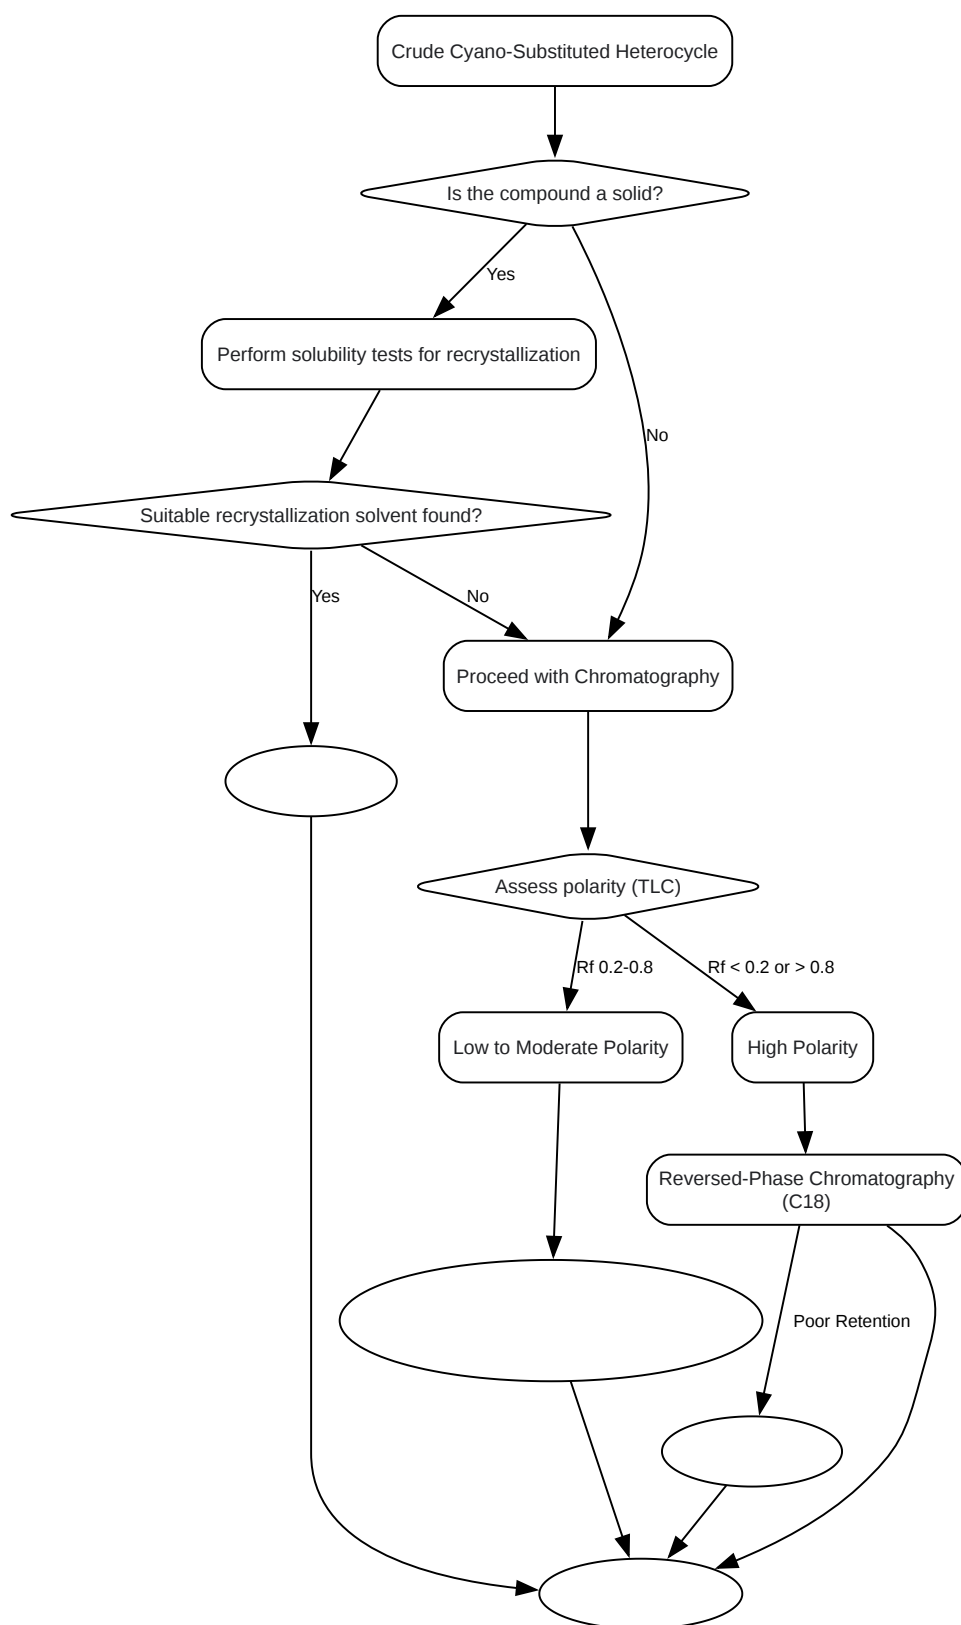 Crude Cyano-Substituted Heterocycle
Is the compound a solid?
Yes
Perform solubility tests for recrystallization
No
Suitable recrystallization solvent found?
Yes
No
Proceed with Chromatography
Assess polarity (TLC)
Rf 0.2-0.8
Rf < 0.2 or > 0.8
Low to Moderate Polarity
High Polarity
Reversed-Phase Chromatography
(C18)
Poor Retention